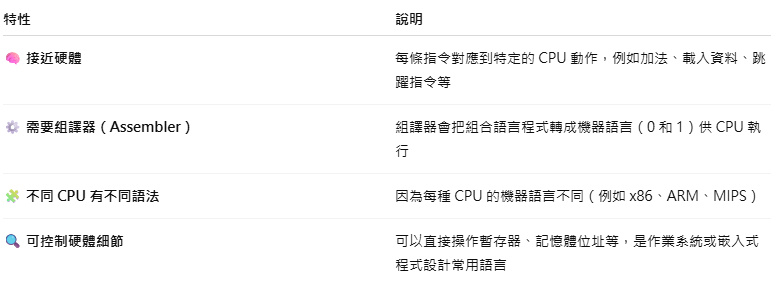 特性 說明
🧠 接近硬體 每條指令對應到特定的 CPU 動作，例如加法、載入資料、跳
躍指令等
⚙️ 需要組譯器（Assembler） 組譯器會把組合語言程式轉成機器語言（0 和 1）供 CPU 執
行
🧩 不同 CPU 有不同語法 因為每種 CPU 的機器語言不同（例如 x86、ARM、MIPS）
🔍 可控制硬體細節 可以直接操作暫存器、記憶體位址等，是作業系統或嵌入式
程式設計常用語言